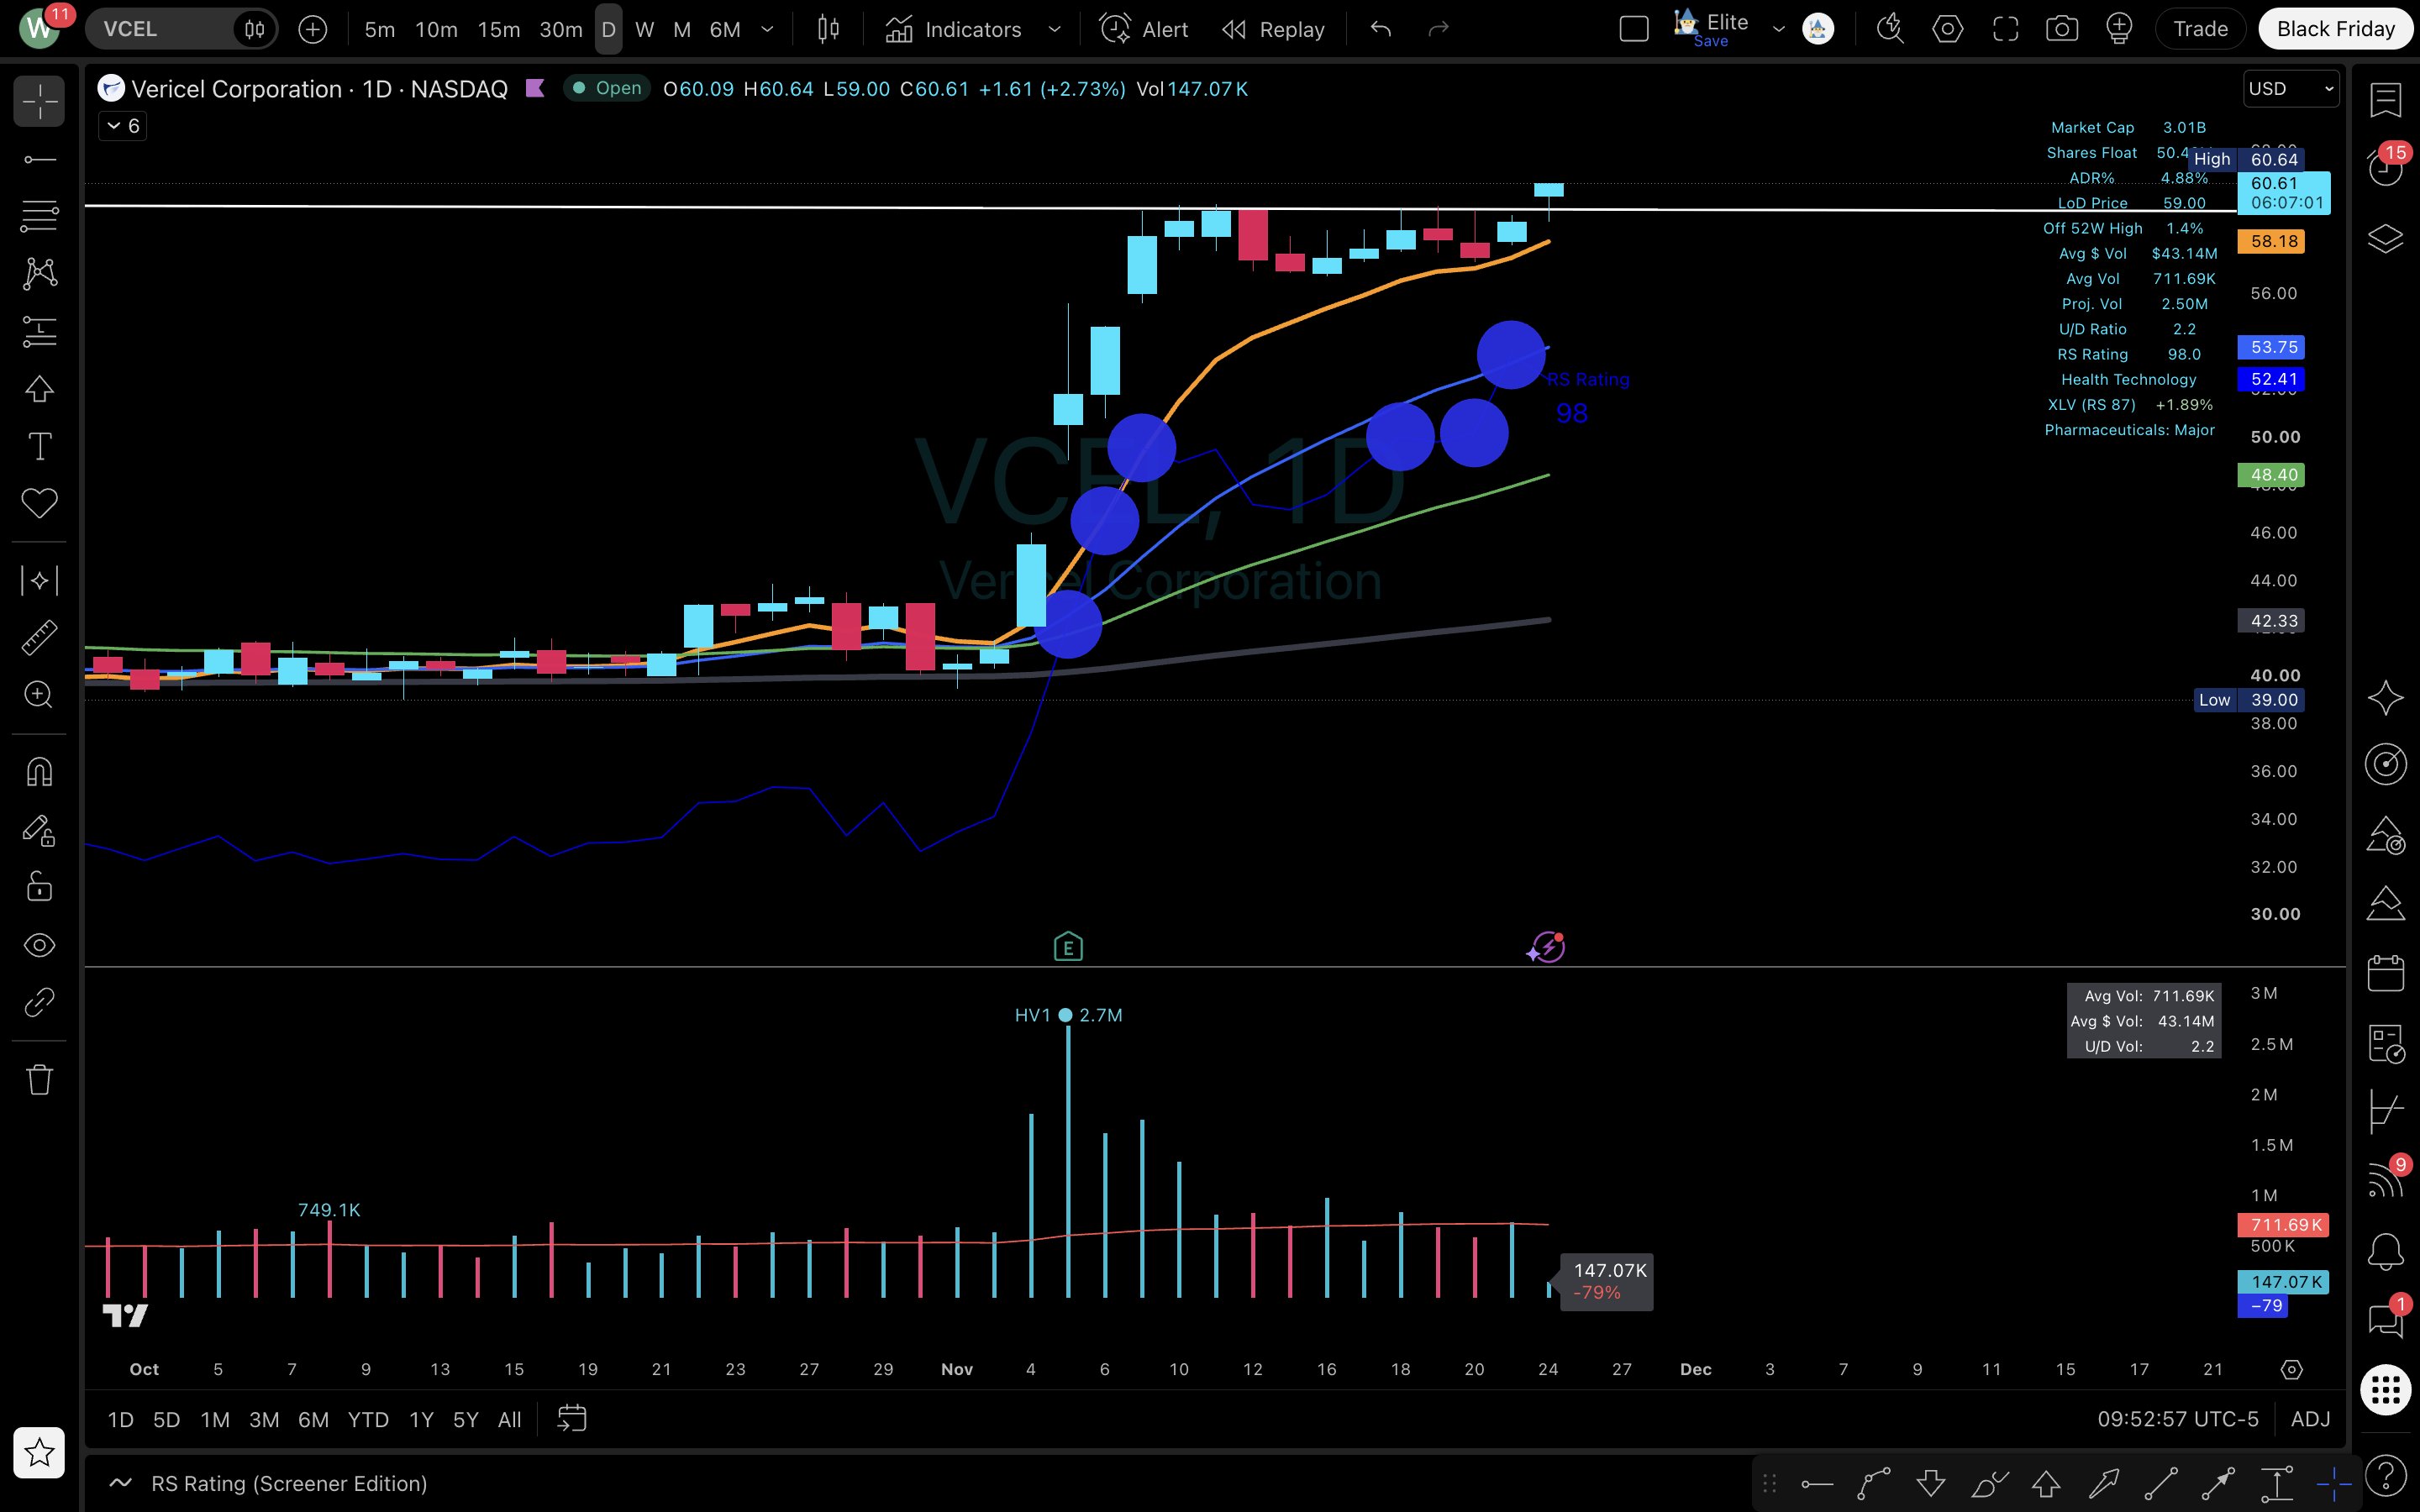 W 11
VCEL
5m 10m 15m 30m D W M 6M
Indicators
Alert
Replay
Elite
Save
Trade
Black Friday
Vericel Corporation · 1D · NASDAQ
Open
O60.09 H60.64 L59.00 C60.61 +1.61 (+2.73%) Vol147.07K
USD
6
Market Cap 3.01B
Shares Float 50.4
ADR% 4.88%
LoD Price 59.00
Off 52W High 1.4%
Avg $ Vol $43.14M
Avg Vol 711.69K
Proj. Vol 2.50M
U/D Ratio 2.2
RS Rating 98.0
Health Technology
XLV (RS 87) +1.89%
Pharmaceuticals: Major
High 60.64
60.61
06:07:01
58.18
56.00
53.75
52.41
50.00
48.40
46.00
44.00
42.33
40.00
Low 39.00
38.00
36.00
34.00
32.00
30.00
15
RS Rating
98
VCEL, 1D
Vericel Corporation
E
HV1 2.7M
749.1K
Avg Vol: 711.69K
Avg $ Vol: 43.14M
U/D Vol: 2.2
3 M
2.5 M
2 M
1.5 M
1 M
711.69 K
500 K
147.07 K
−79
147.07K
-79%
9
1
Oct 5 7 9 13 15 19 21 23 27 29 Nov 4 6 10 12 16 18 20 24 27 Dec 3 7 9 11 15 17 21
1D 5D 1M 3M 6M YTD 1Y 5Y All
09:52:57 UTC-5 ADJ
RS Rating (Screener Edition)